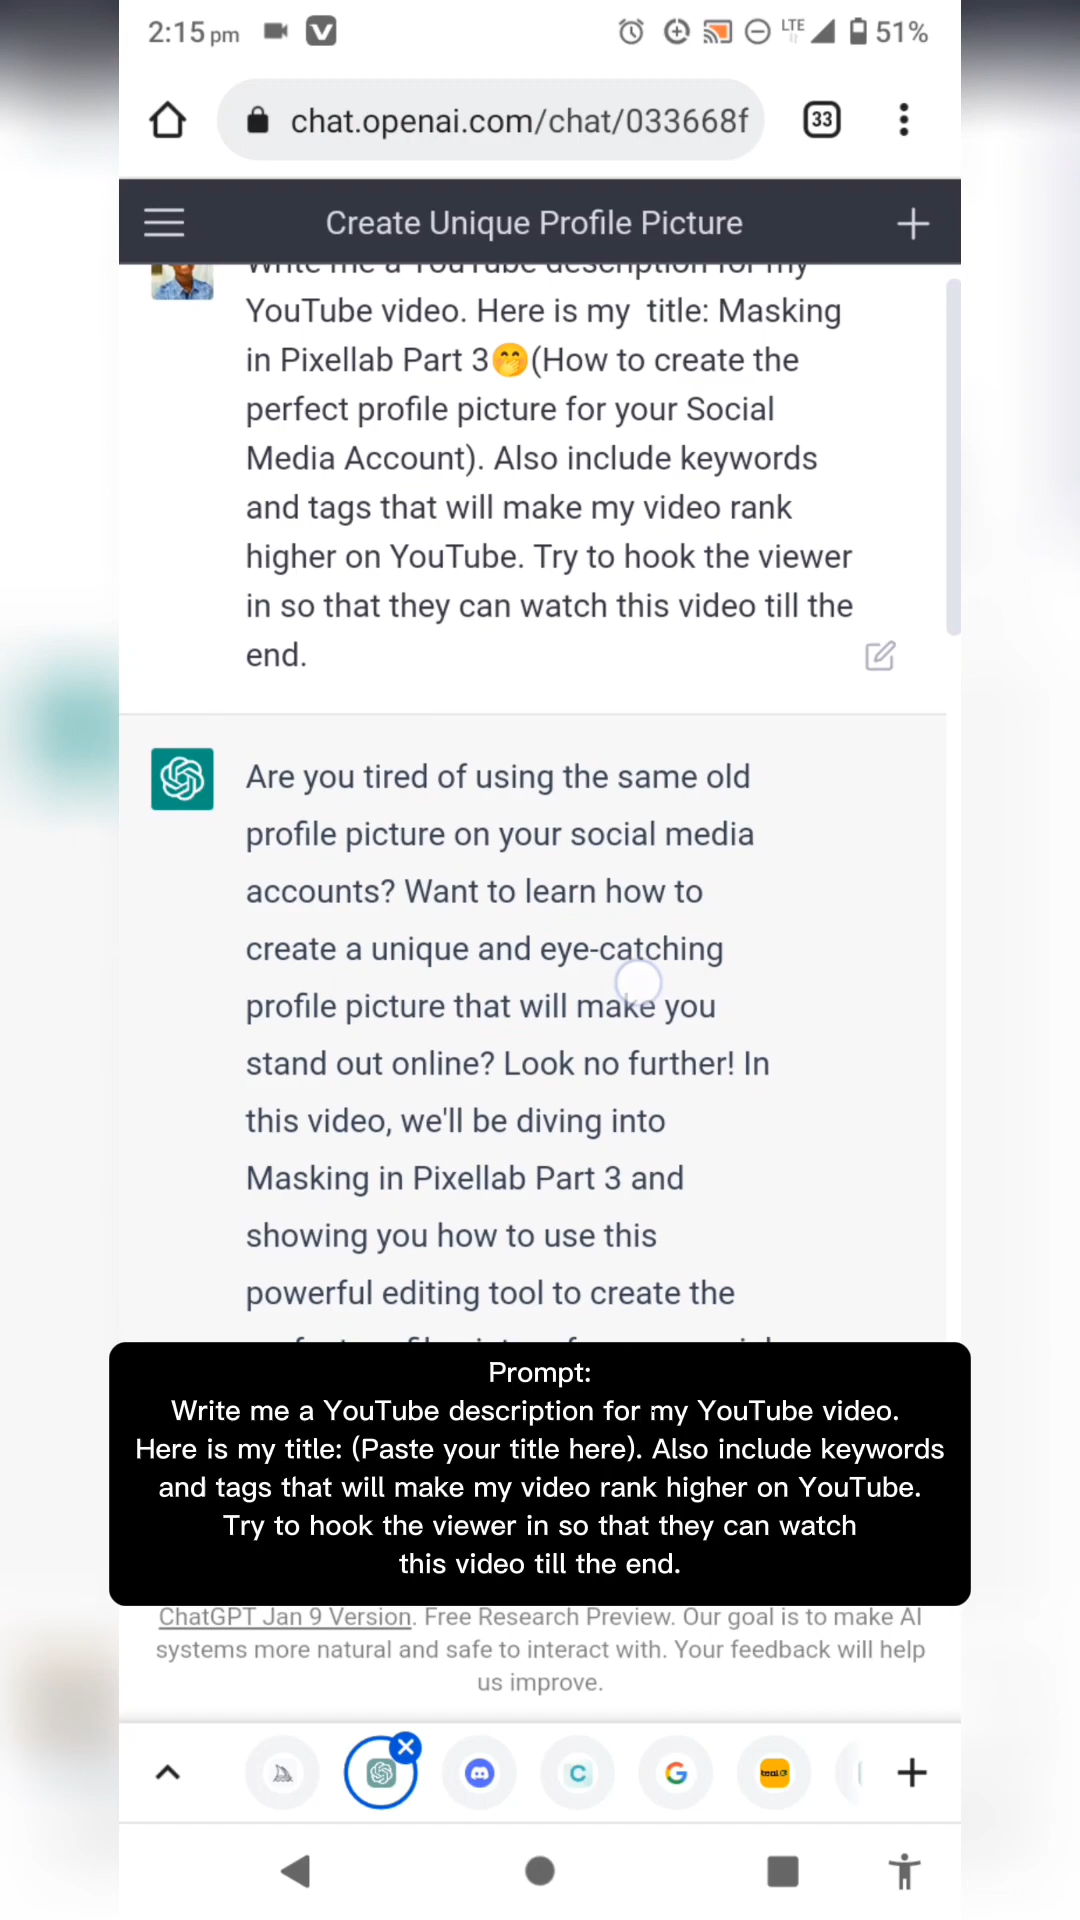 2:15 pm
LTE
51%
chat.openai.com/chat/033668f
33
Create Unique Profile Picture
Write me a YouTube description for my
YouTube video. Here is my title: Masking
in Pixellab Part 3🤭(How to create the
perfect profile picture for your Social
Media Account). Also include keywords
and tags that will make my video rank
higher on YouTube. Try to hook the viewer
in so that they can watch this video till the
end.
Are you tired of using the same old
profile picture on your social media
accounts? Want to learn how to
create a unique and eye-catching
profile picture that will make you
stand out online? Look no further! In
this video, we'll be diving into
Masking in Pixellab Part 3 and
showing you how to use this
powerful editing tool to create the
Prompt:
Write me a YouTube description for my YouTube video.
Here is my title: (Paste your title here). Also include keywords
and tags that will make my video rank higher on YouTube.
Try to hook the viewer in so that they can watch
this video till the end.
ChatGPT Jan 9 Version. Free Research Preview. Our goal is to make AI
systems more natural and safe to interact with. Your feedback will help
us improve.